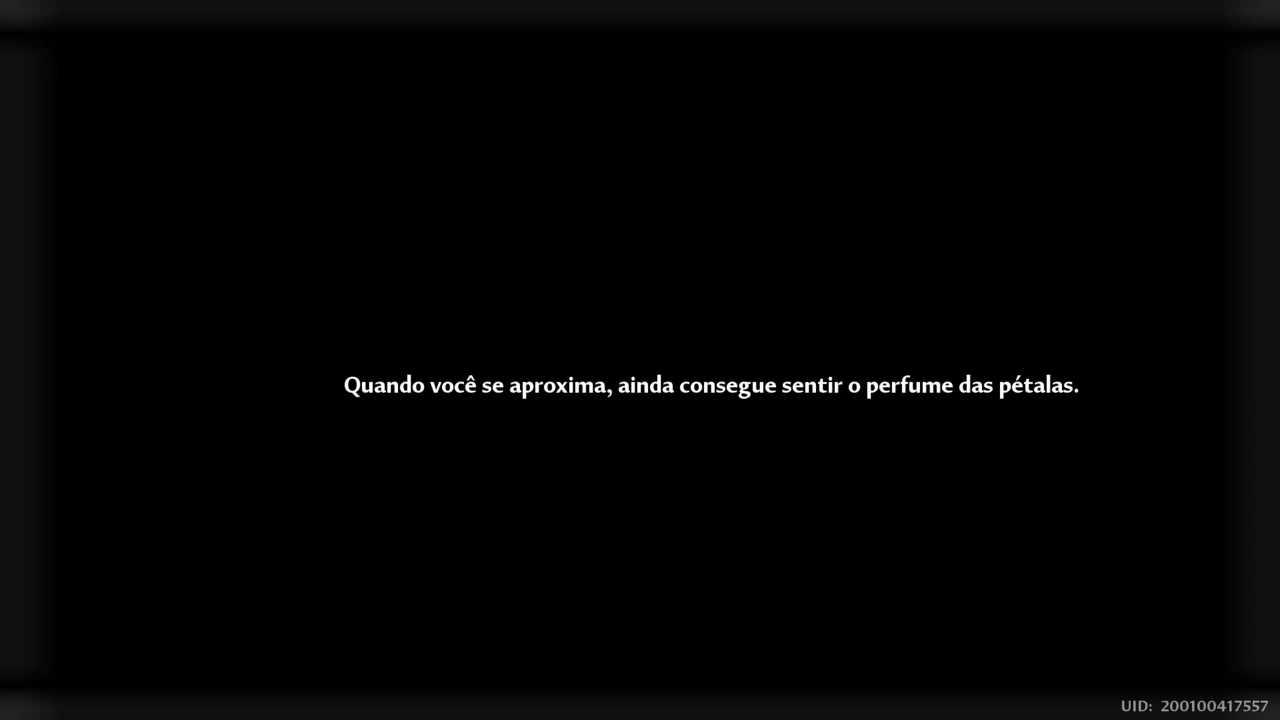 Quando você se aproxima, ainda consegue sentir o perfume das pétalas.
UID: 200100417557